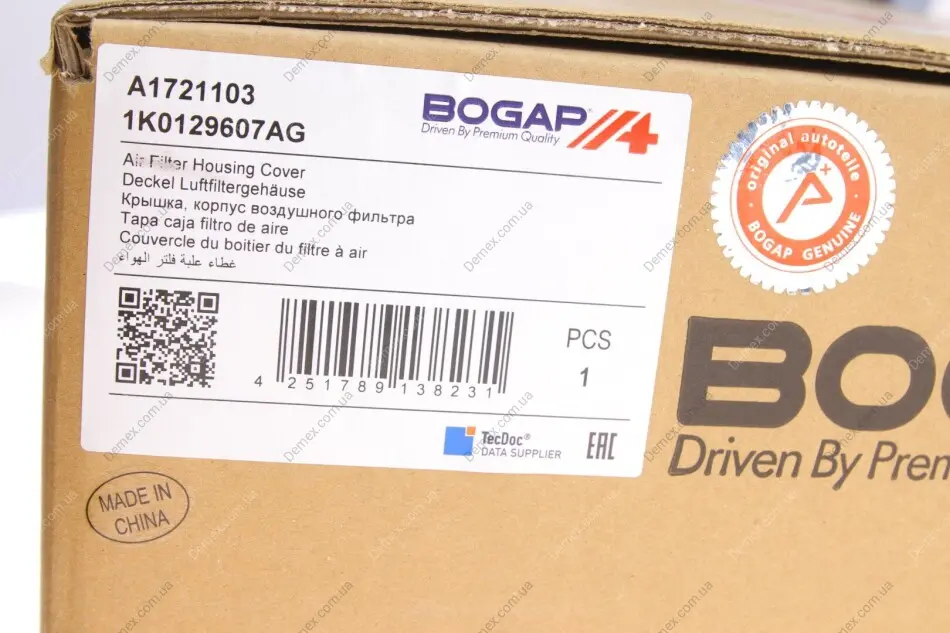 A1721103
1K0129607AG
BOGAP
Driven By Premium Quality
Air Filter Housing Cover
Deckel Luftfiltergehäuse
Крышка, корпус воздушного фильтра
Tapa caja filtro de aire
Couvercle du boitier du filtre à air
غطاء علبة فلتر الهواء
4 251789 138231
PCS
1
TecDoc®
DATA SUPPLIER
EAC
MADE IN
CHINA
original autoteile
BOGAP GENUINE
BO
Driven By Prem
Demex.com.ua